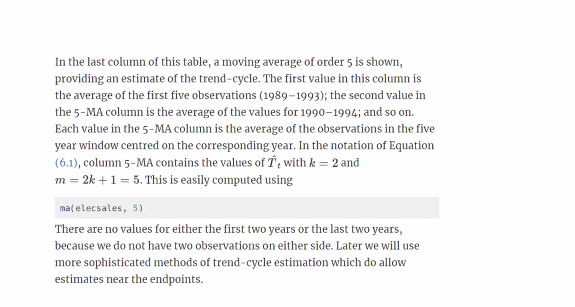 In the last column of this table, a moving average of order 5 is shown,
providing an estimate of the trend-cycle. The first value in this column is
the average of the first five observations (1989–1993); the second value in
the 5-MA column is the average of the values for 1990–1994; and so on.
Each value in the 5-MA column is the average of the observations in the five
year window centred on the corresponding year. In the notation of Equation
(6.1), column 5-MA contains the values of T̂ₜ with k = 2 and
m = 2k + 1 = 5. This is easily computed using
ma(elecsales, 5)
There are no values for either the first two years or the last two years,
because we do not have two observations on either side. Later we will use
more sophisticated methods of trend-cycle estimation which do allow
estimates near the endpoints.